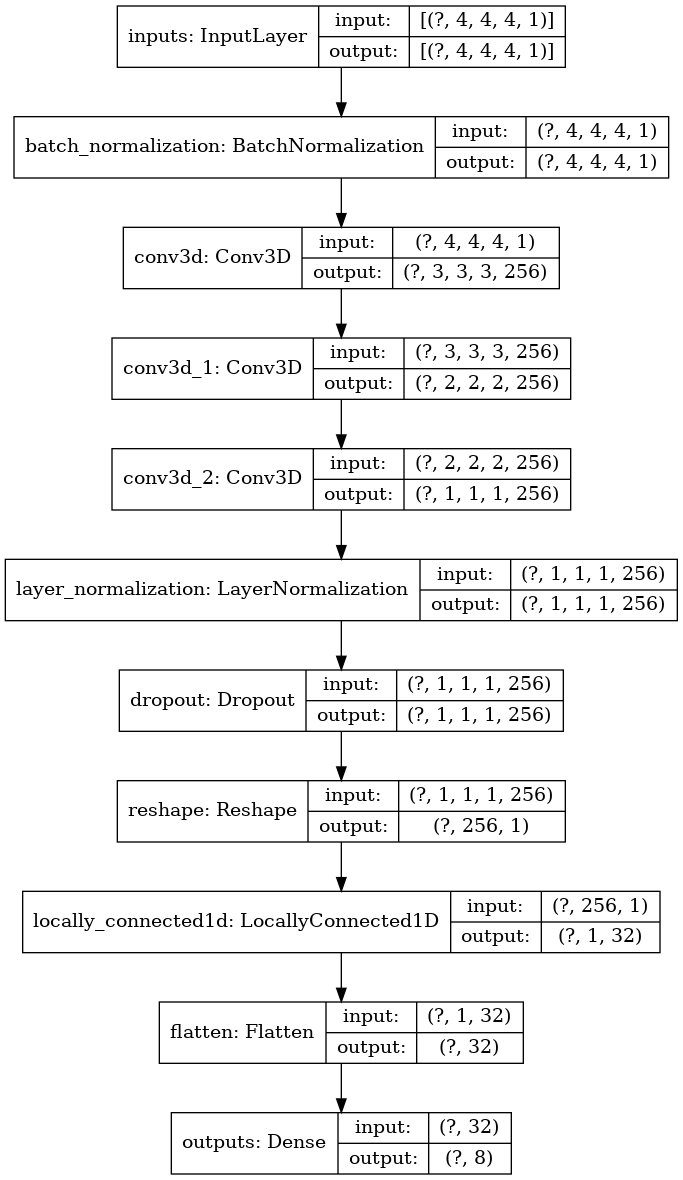 inputs: InputLayer
input:
[(?, 4, 4, 4, 1)]
output:
[(?, 4, 4, 4, 1)]
batch_normalization: BatchNormalization
input:
(?, 4, 4, 4, 1)
output:
(?, 4, 4, 4, 1)
conv3d: Conv3D
input:
(?, 4, 4, 4, 1)
output:
(?, 3, 3, 3, 256)
conv3d_1: Conv3D
input:
(?, 3, 3, 3, 256)
output:
(?, 2, 2, 2, 256)
conv3d_2: Conv3D
input:
(?, 2, 2, 2, 256)
output:
(?, 1, 1, 1, 256)
layer_normalization: LayerNormalization
input:
(?, 1, 1, 1, 256)
output:
(?, 1, 1, 1, 256)
dropout: Dropout
input:
(?, 1, 1, 1, 256)
output:
(?, 1, 1, 1, 256)
reshape: Reshape
input:
(?, 1, 1, 1, 256)
output:
(?, 256, 1)
locally_connected1d: LocallyConnected1D
input:
(?, 256, 1)
output:
(?, 1, 32)
flatten: Flatten
input:
(?, 1, 32)
output:
(?, 32)
outputs: Dense
input:
(?, 32)
output:
(?, 8)